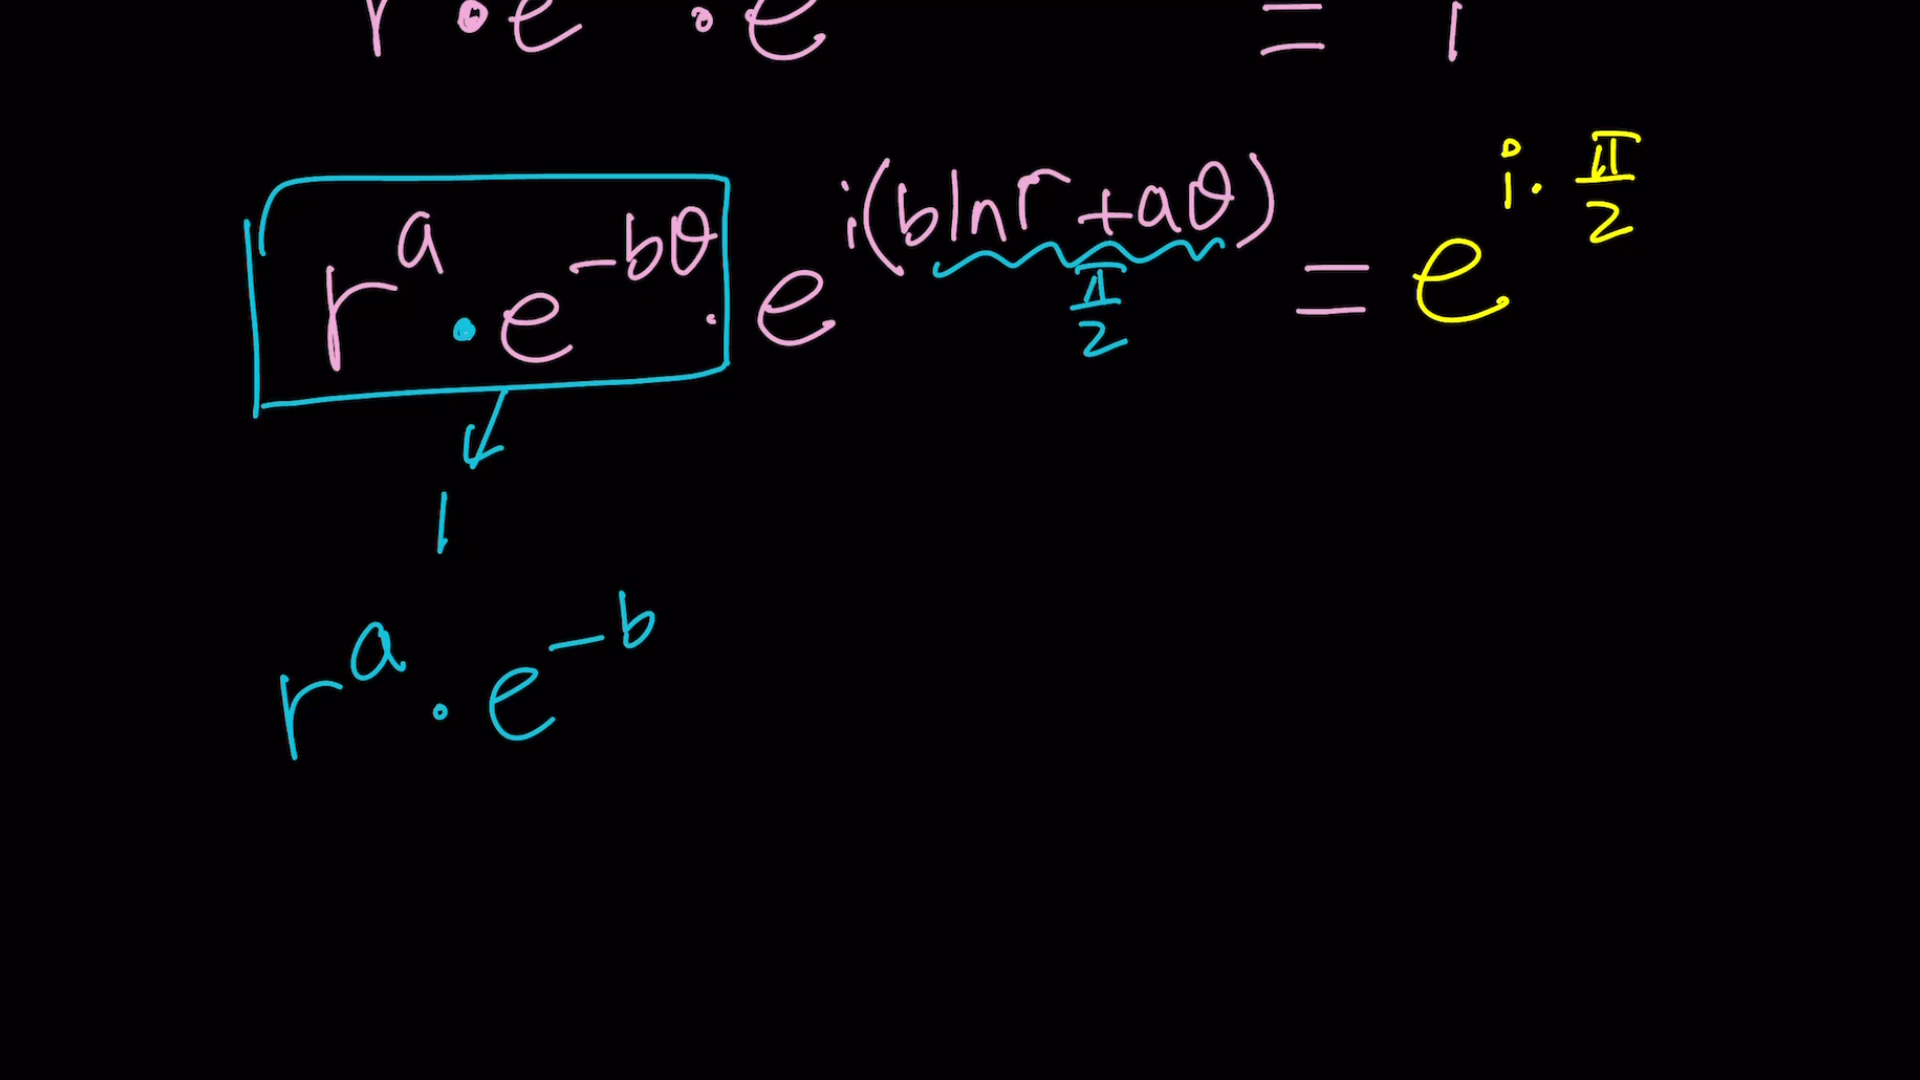 r • e • e = i
r^a • e^{-bθ} • e^{i(b ln r + aθ)} = e^{i • π/2}
π/2
1
r^a • e^{-b}